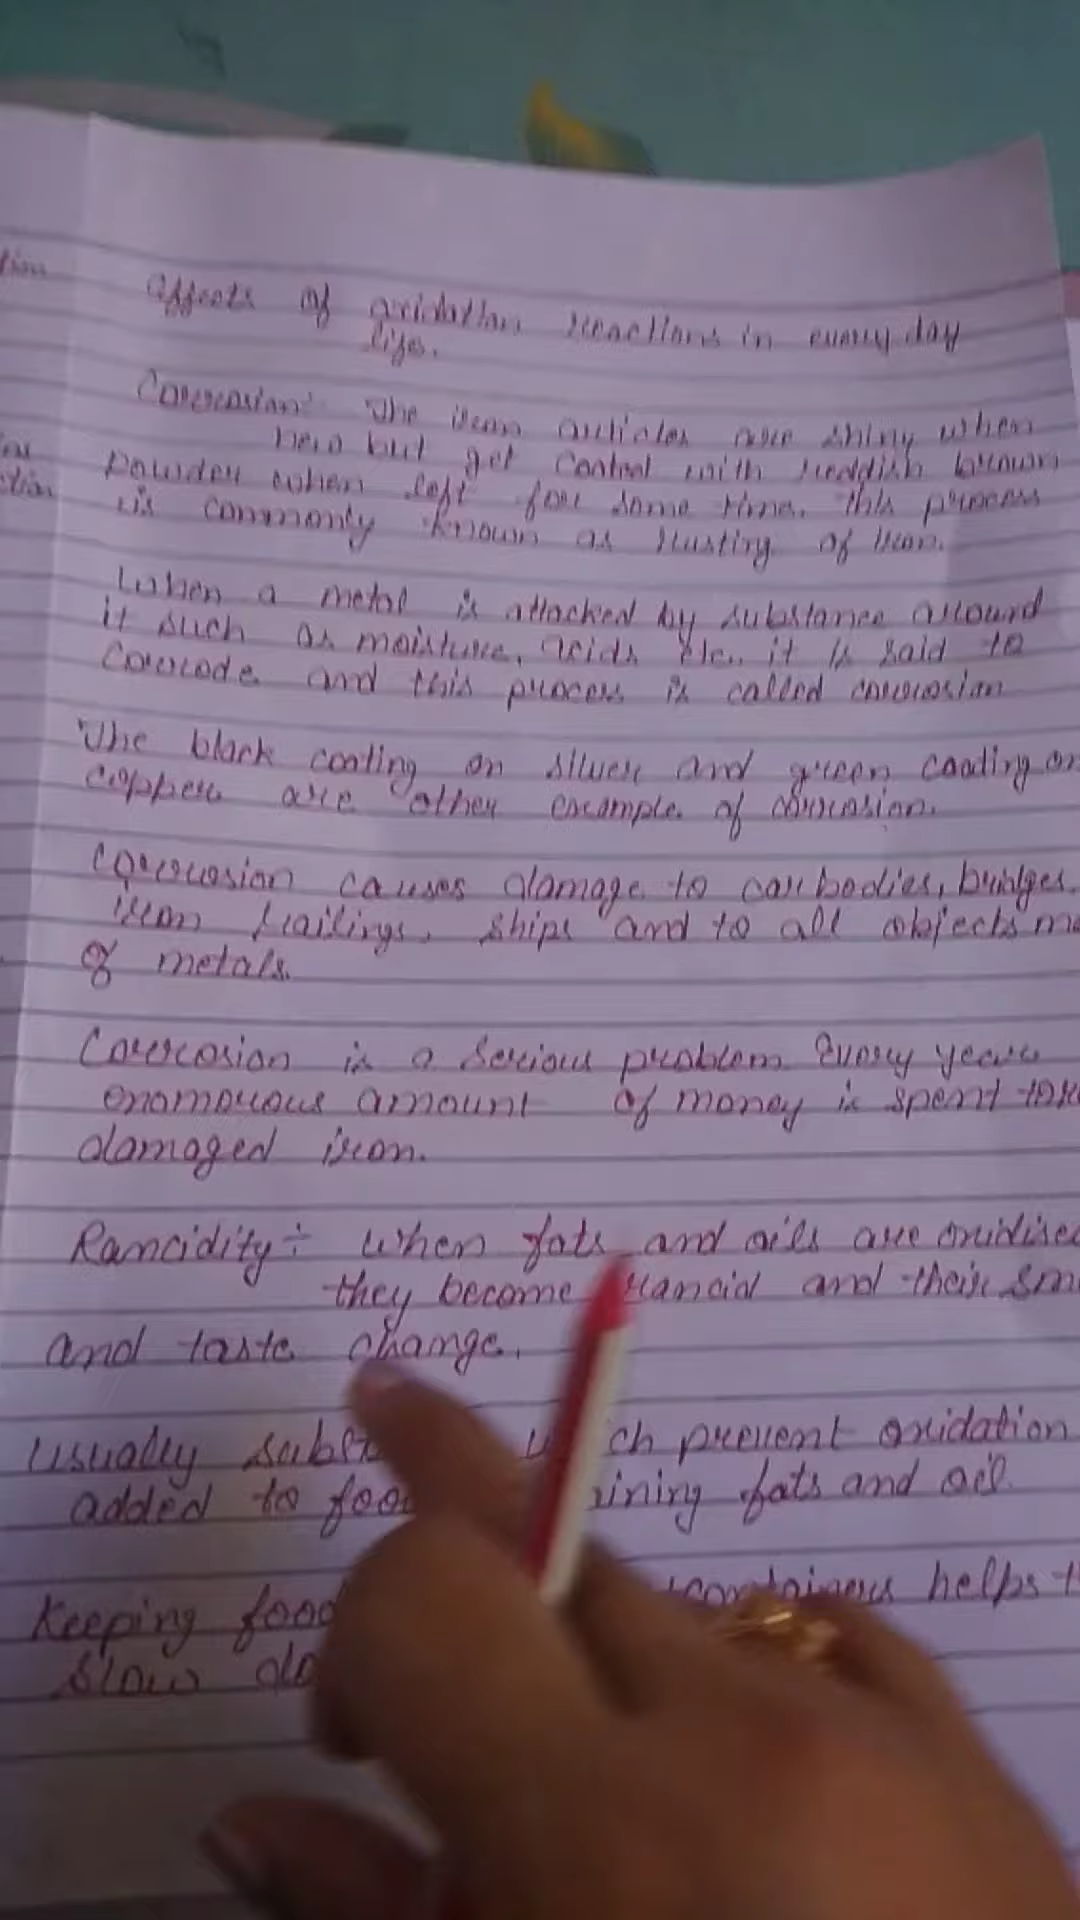 affects of oxidation reactions in every day
life.
Corrosion: The iron articles are shiny when
new but get coated with reddish brown
powder when left for some time. this process
is commonly known as rusting of iron.
When a metal is attacked by substance around
it such as moisture, acids etc.. it is said to
corrode and this process is called corrosion
The black coating on silver and green coading on
copper are other example of corrosion.
Corrosion causes damage to car bodies, bridges,
iron railings, ships and to all objects
of metals.
Corrosion is a serious problem Every years
enomouous amount of money is spent
damaged iron.
Rancidity ÷ when fats and oils are oxidised
they become rancid and their
and taste change.
Usually prevent oxidation
added to fats and oil
Keeping food helps
slow